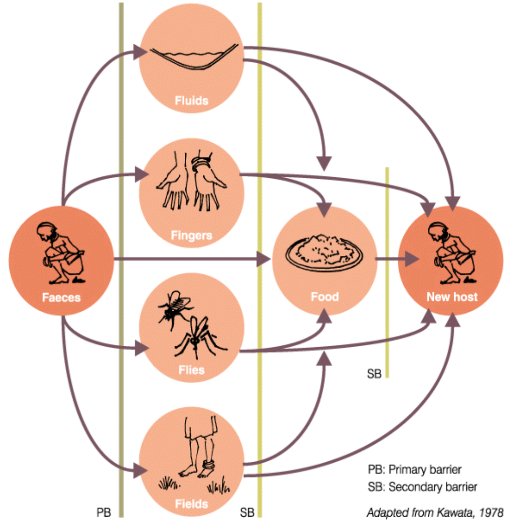 Fluids
Fingers
Faeces
Food
New host
Flies
SB
Fields
PB: Primary barrier
SB: Secondary barrier
PB
SB
Adapted from Kawata, 1978